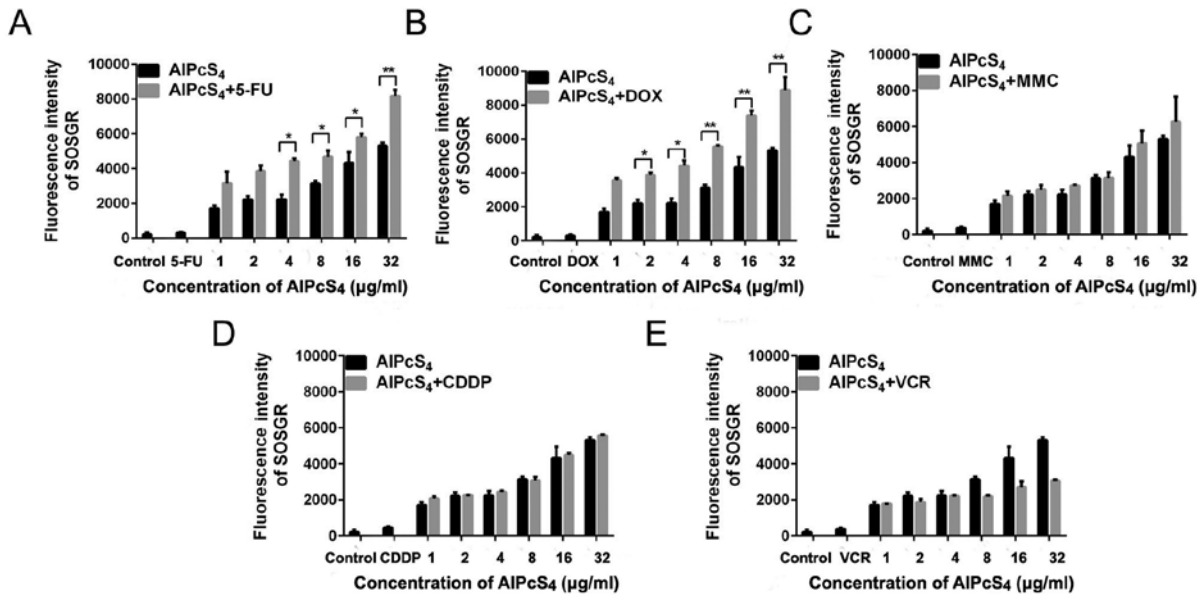 A
Fluorescence intensity
of SOSGR
10000
8000
6000
4000
2000
0
AlPcS₄
AlPcS₄+5-FU
*
*
*
**
Control 5-FU 1 2 4 8 16 32
Concentration of AlPcS₄ (µg/ml)
B
Fluorescence intensity
of SOSGR
10000
8000
6000
4000
2000
0
AlPcS₄
AlPcS₄+DOX
*
*
**
**
**
Control DOX 1 2 4 8 16 32
Concentration of AlPcS₄ (µg/ml)
C
Fluorescence intensity
of SOSGR
10000
8000
6000
4000
2000
0
AlPcS₄
AlPcS₄+MMC
Control MMC 1 2 4 8 16 32
Concentration of AlPcS₄ (µg/ml)
D
Fluorescence intensity
of SOSGR
10000
8000
6000
4000
2000
0
AlPcS₄
AlPcS₄+CDDP
Control CDDP 1 2 4 8 16 32
Concentration of AlPcS₄ (µg/ml)
E
Fluorescence intensity
of SOSGR
10000
8000
6000
4000
2000
0
AlPcS₄
AlPcS₄+VCR
Control VCR 1 2 4 8 16 32
Concentration of AlPcS₄ (µg/ml)